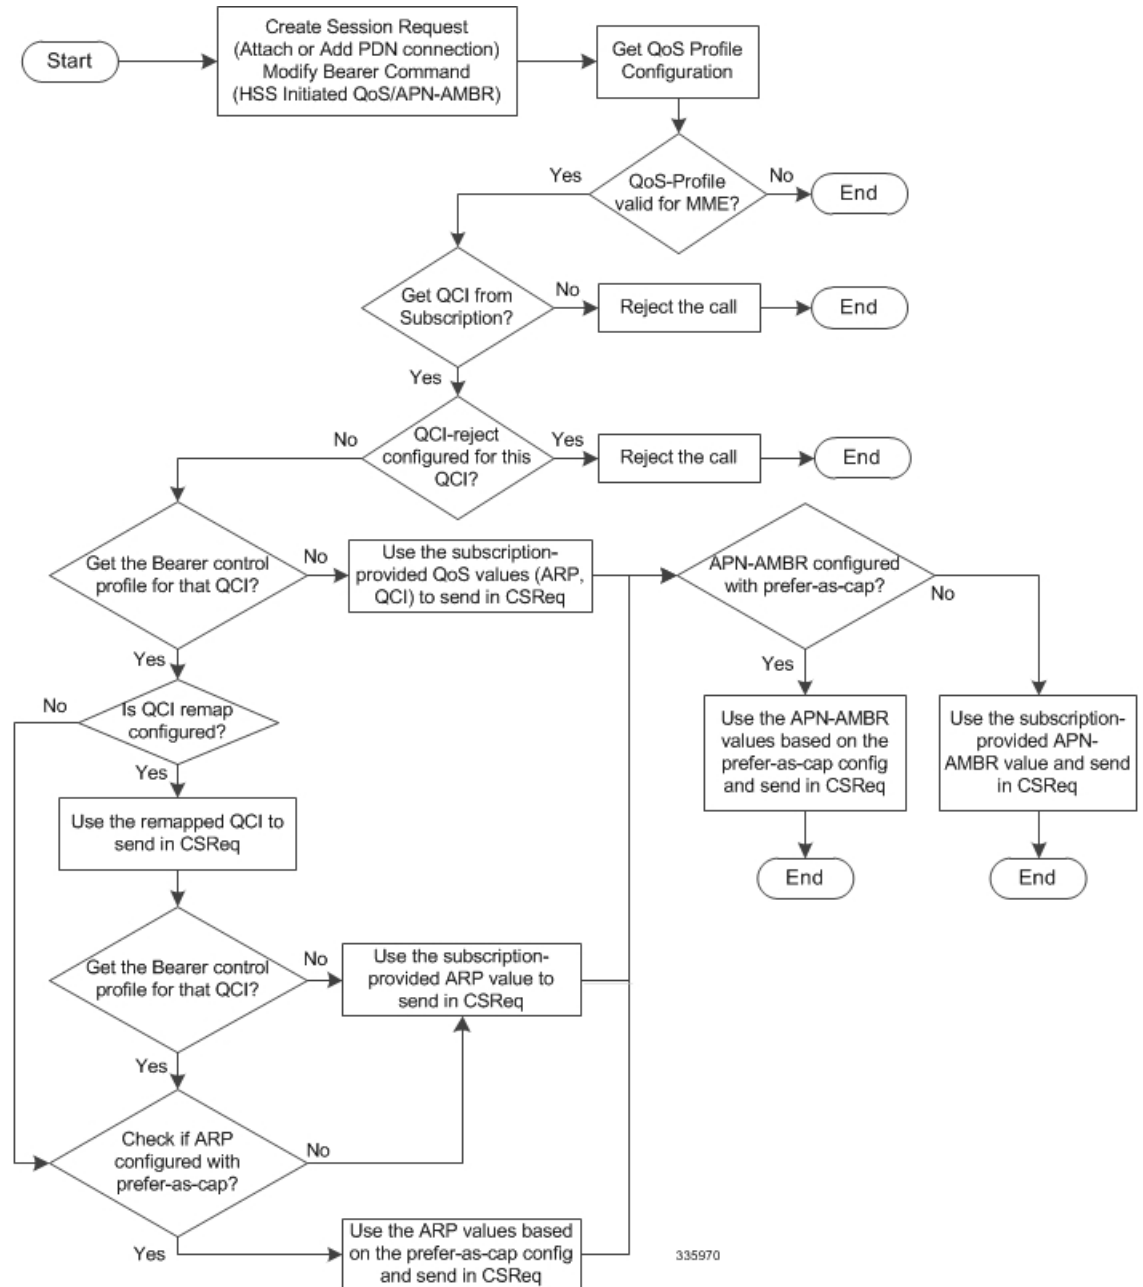 Start
Create Session Request
(Attach or Add PDN connection)
Modify Bearer Command
(HSS Initiated QoS/APN-AMBR)
Get QoS Profile
Configuration
Yes
QoS-Profile
valid for MME?
No
End
Get QCI from
Subscription?
No
Reject the call
End
Yes
No
QCI-reject
configured for this
QCI?
Yes
Reject the call
End
Get the Bearer control
profile for that QCI?
No
Use the subscription-
provided QoS values (ARP,
QCI) to send in CSReq
APN-AMBR configured
with prefer-as-cap?
No
Yes
Yes
No
Is QCI remap
configured?
Use the APN-AMBR
values based on the
prefer-as-cap config
and send in CSReq
Use the subscription-
provided APN-
AMBR value and send
in CSReq
Yes
Use the remapped QCI to
send in CSReq
End
End
Get the Bearer control
profile for that QCI?
No
Use the subscription-
provided ARP value to
send in CSReq
Yes
Check if ARP
configured with
prefer-as-cap?
No
Yes
Use the ARP values based
on the prefer-as-cap config
and send in CSReq
335970